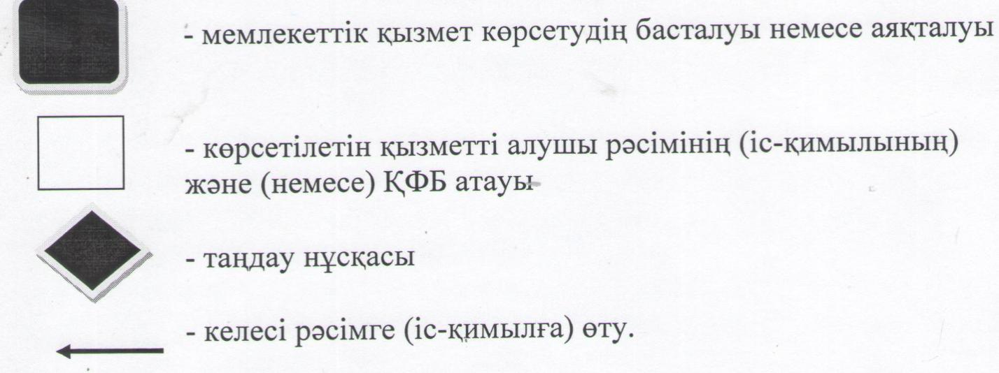 - мемлекеттік қызмет көрсетудің басталуы немесе аяқталуы
- көрсетілетін қызметті алушы рәсімінің (іс-қимылының)
және (немесе) ҚФБ атауы
- таңдау нұсқасы
- келесі рәсімге (іс-қимылға) өту.